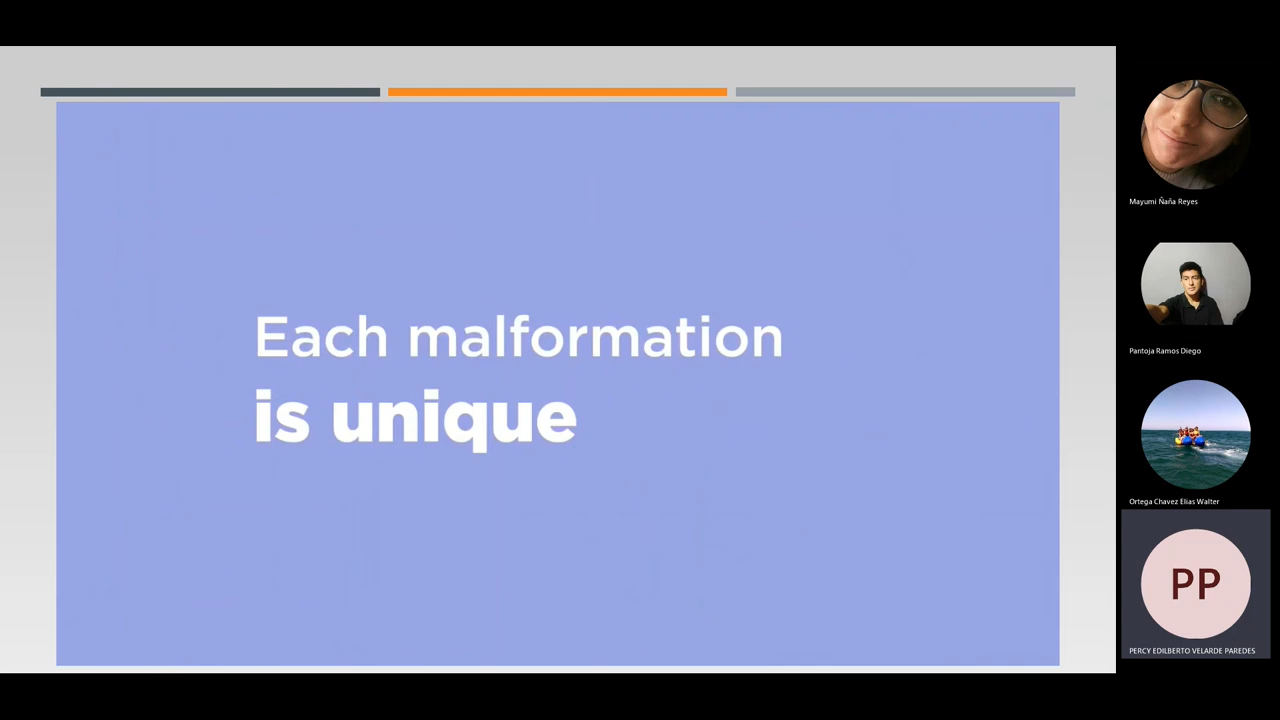 Each malformation
is unique
Mayumi Ñaña Reyes
Pantoja Ramos Diego
Ortega Chavez Elias Walter
PP
PERCY EDILBERTO VELARDE PAREDES